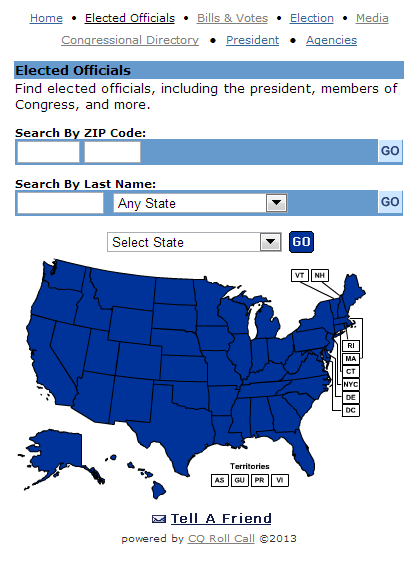 Home • Elected Officials • Bills & Votes • Election • Media
Congressional Directory • President • Agencies
Elected Officials
Find elected officials, including the president, members of
Congress, and more.
Search By ZIP Code:
GO
Search By Last Name:
Any State GO
Select State GO
VT NH
RI
MA
CT
NYC
DE
DC
Territories
AS GU PR VI
Tell A Friend
powered by CQ Roll Call ©2013